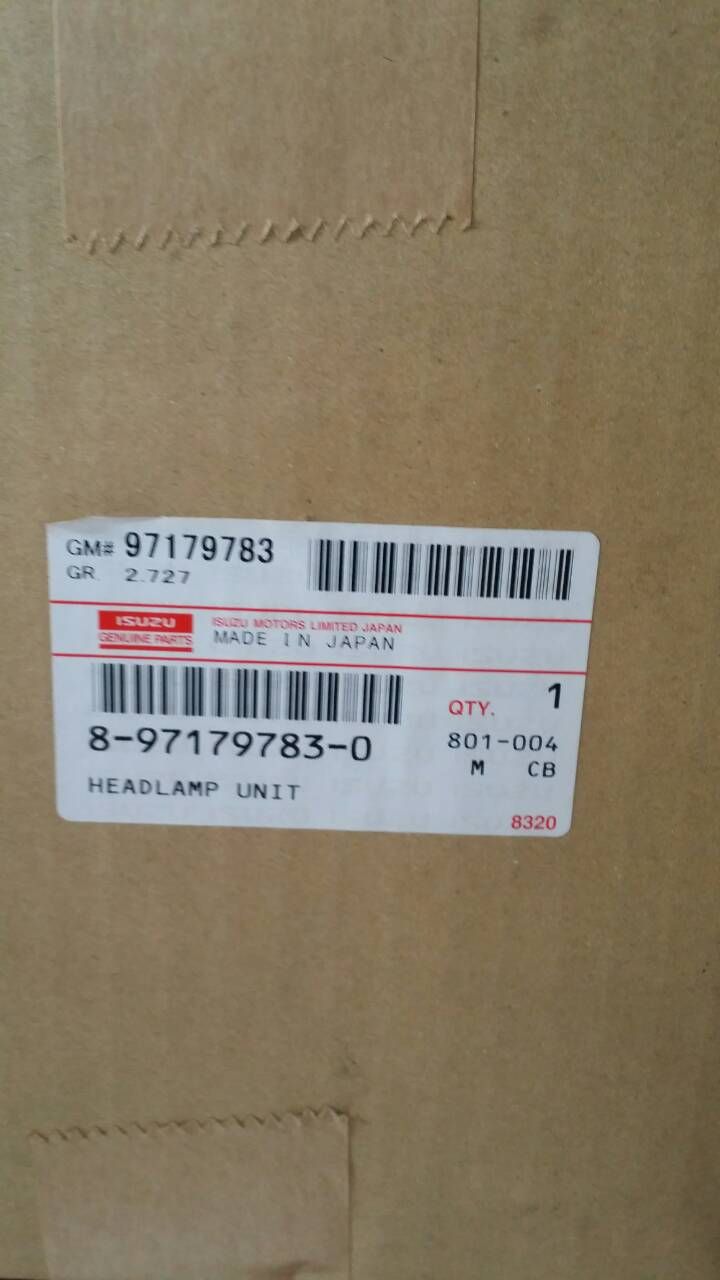 GM# 97179783
GR. 2.727
ISUZU
GENUINE PARTS
ISUZU MOTORS LIMITED JAPAN
MADE IN JAPAN
8-97179783-0
HEADLAMP UNIT
QTY. 1
801-004
M CB
8320